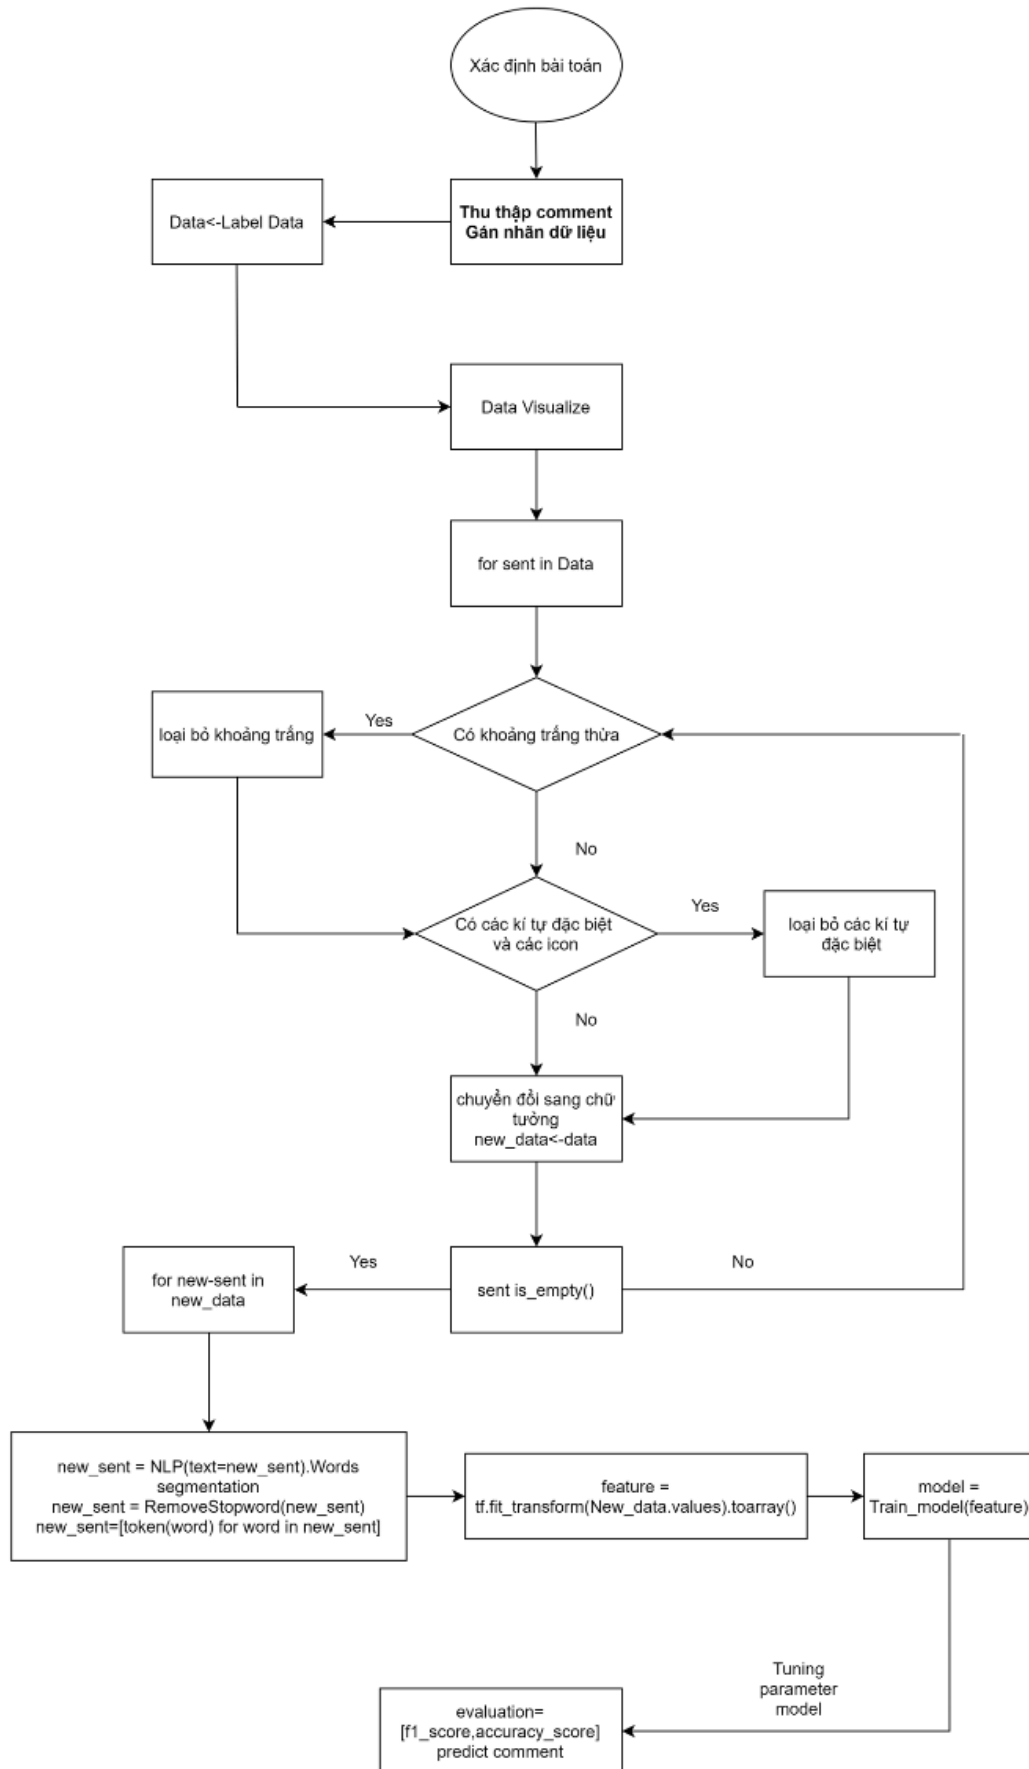 Xác định bài toán
Thu thập comment
Gán nhãn dữ liệu
Data<-Label Data
Data Visualize
for sent in Data
Có khoảng trắng thừa
Yes
loại bỏ khoảng trắng
No
Có các kí tự đặc biệt
và các icon
Yes
loại bỏ các kí tự
đặc biệt
No
chuyển đổi sang chữ
tưởng
new_data<-data
sent is_empty()
No
Yes
for new-sent in
new_data
new_sent = NLP(text=new_sent).Words
segmentation
new_sent = RemoveStopword(new_sent)
new_sent=[token(word) for word in new_sent]
feature =
tf.fit_transform(New_data.values).toarray()
model =
Train_model(feature)
Tuning
parameter
model
evaluation=
[f1_score,accuracy_score]
predict comment